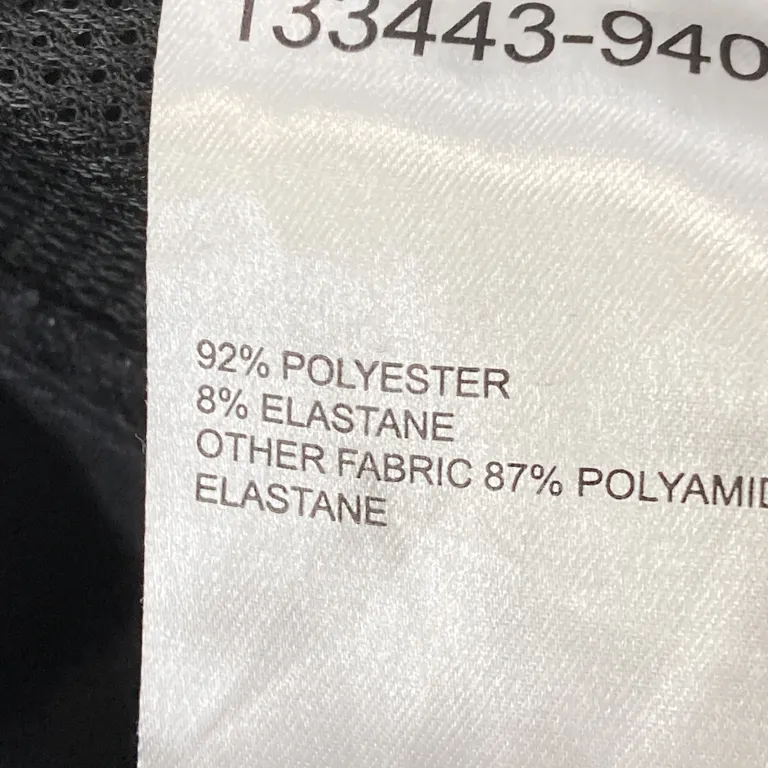 133443-940
92% POLYESTER
8% ELASTANE
OTHER FABRIC 87% POLYAMID
ELASTANE